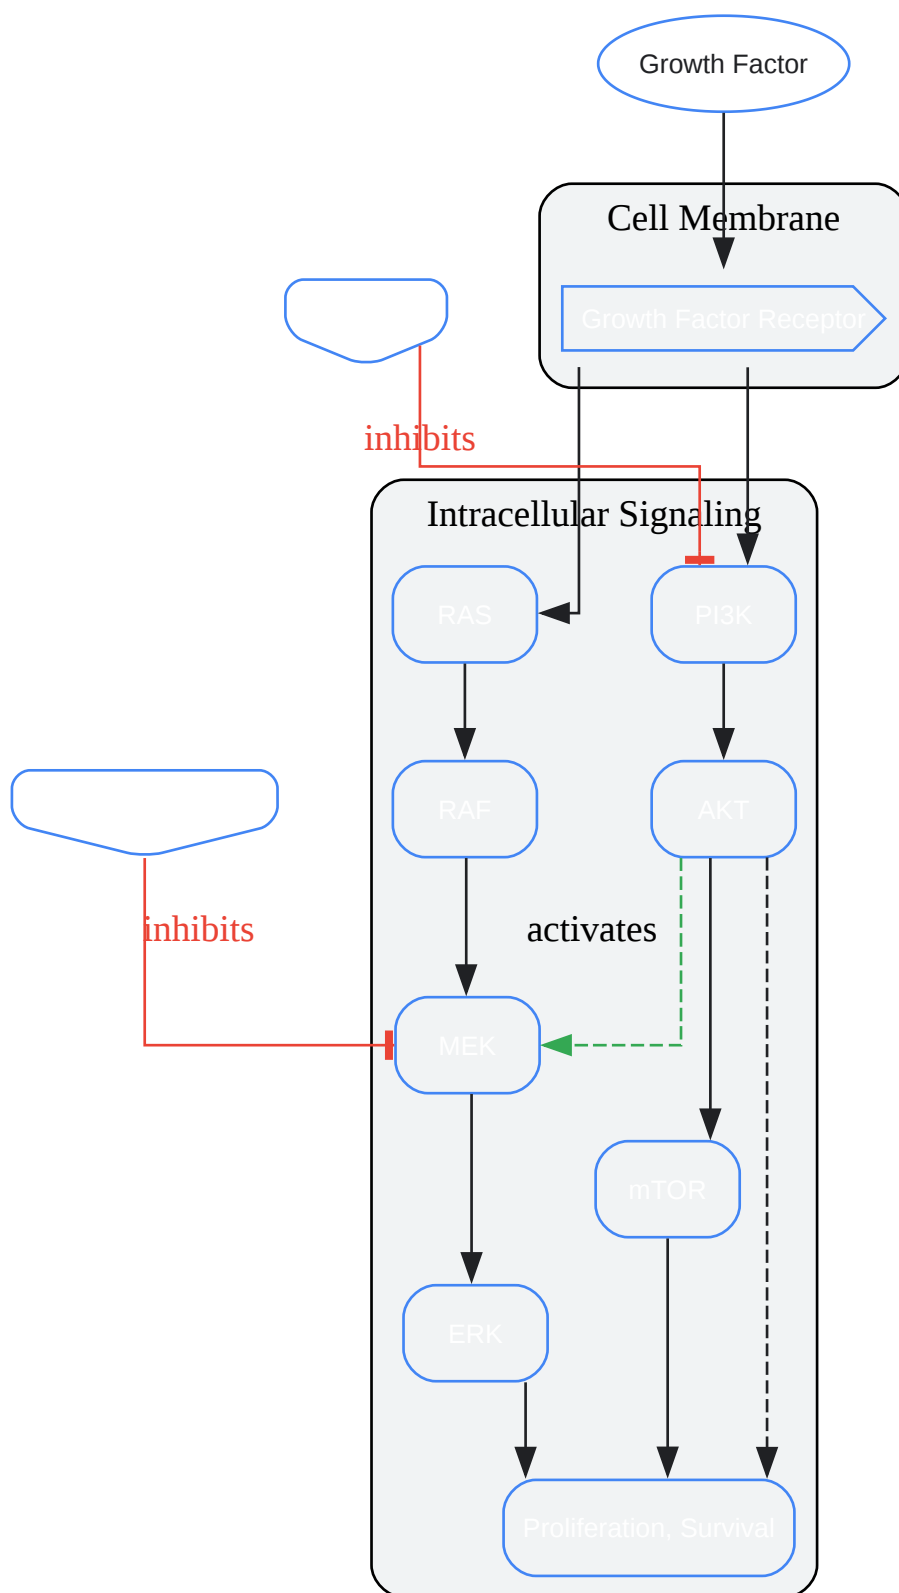 Growth Factor
Cell Membrane
Growth Factor Receptor
inhibits
Intracellular Signaling
RAS
PI3K
RAF
AKT
inhibits
activates
MEK
mTOR
ERK
Proliferation, Survival